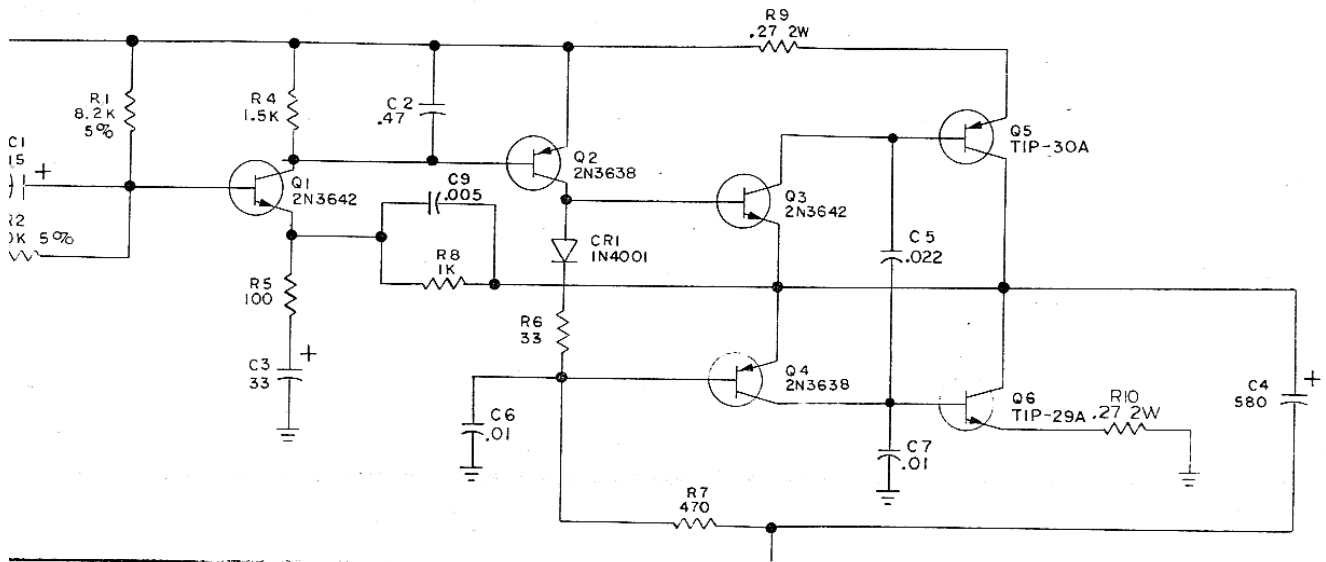 R9
.27 2W
R1
8.2K
5%
R4
1.5K
C2
.47
C1
15
+
Q1
2N3642
Q2
2N3638
Q5
TIP-30A
Q3
2N3642
C9
.005
R2
0K 5%
CR1
1N4001
C5
.022
R8
1K
R5
100
R6
33
C3
33
+
Q4
2N3638
Q6
TIP-29A
R10
.27 2W
C4
580
+
C6
.01
C7
.01
R7
470